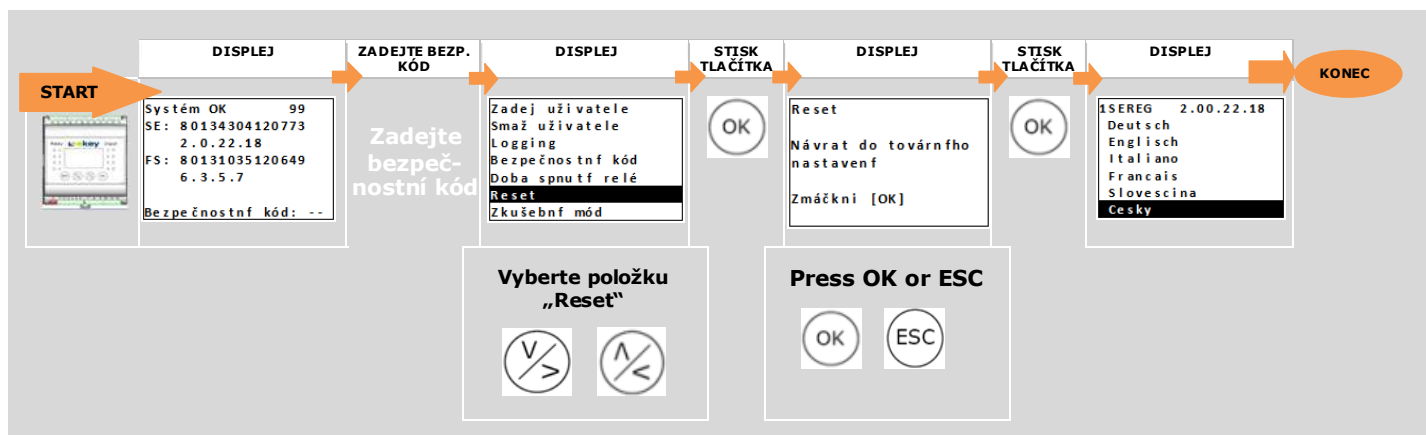 DISPLEJ
ZADEJTE BEZP.
KÓD
DISPLEJ
STISK
TLAČÍTKA
DISPLEJ
STISK
TLAČÍTKA
DISPLEJ
START
KONEC
ekey
Systém OK 99
SE: 80134304120773
2.0.22.18
FS: 80131035120649
6.3.5.7
Bezpečnostnf kód: --
Zadejte
bezpeč-
nostní kód
Zadej uživatele
Smaž uživatele
Logging
Bezpečnostnf kód
Doba spnutf relé
Reset
Zkušebnf mód
OK
Reset
Návrat do továrnfho
nastavenf
Zmáčkni [OK]
OK
1SEREG 2.00.22.18
Deutsch
Englisch
Italiano
Francais
Slovescina
Cesky
Vyberte položku
„Reset“
V/>
Λ/<
Press OK or ESC
OK
ESC